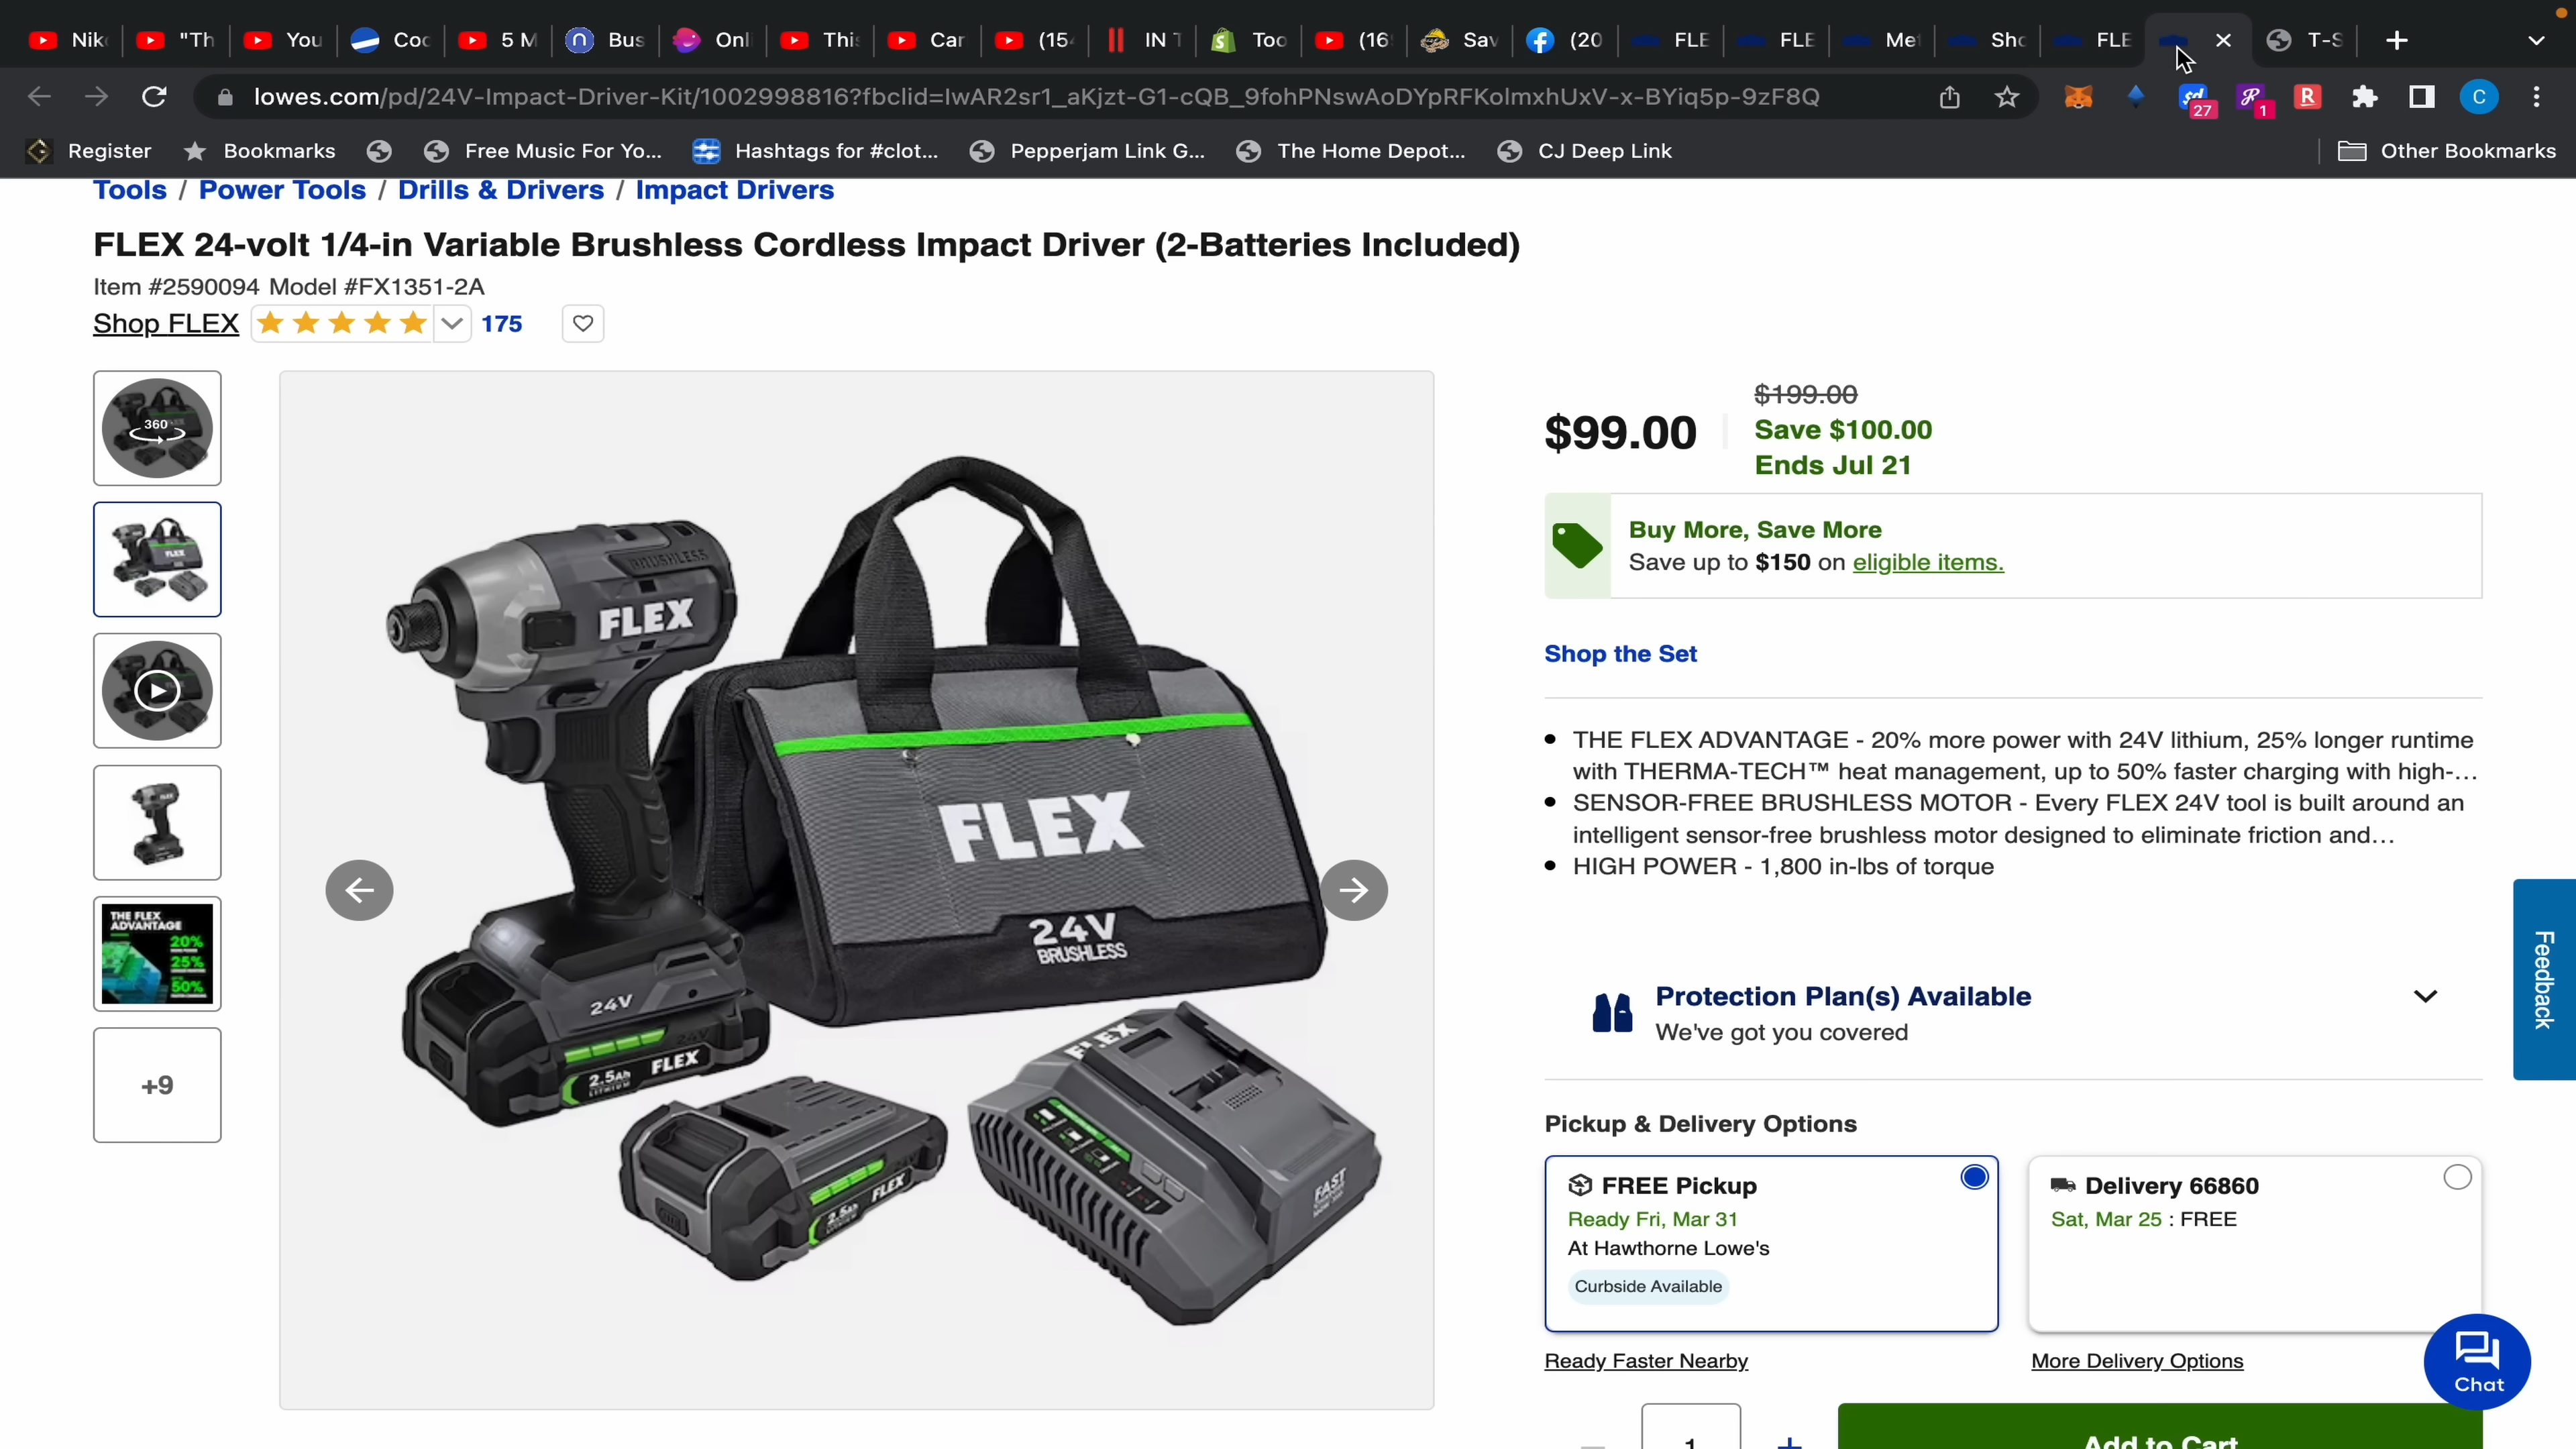 Nik "Th You Coc 5 M Bus Onl This Car (15 IN T Too (16 Sav (20 FLE FLE Me Sho FLE T-S
lowes.com/pd/24V-Impact-Driver-Kit/1002998816?fbclid=IwAR2sr1_aKjzt-G1-cQB_9fohPNswAoDYpRFKolmxhUxV-x-BYiq5p-9zF8Q
27 1 R C
Register Bookmarks Free Music For Yo... Hashtags for #clot... Pepperjam Link G... The Home Depot... CJ Deep Link Other Bookmarks
Tools / Power Tools / Drills & Drivers / Impact Drivers
FLEX 24-volt 1/4-in Variable Brushless Cordless Impact Driver (2-Batteries Included)
Item #2590094 Model #FX1351-2A
Shop FLEX 175
360
THE FLEX
ADVANTAGE
20%
25%
50%
+9
BRUSHLESS
FLEX
FLEX
24V
BRUSHLESS
24V
2.5Ah FLEX
FLEX
2.5Ah FLEX
FAST
$99.00
$199.00
Save $100.00
Ends Jul 21
Buy More, Save More
Save up to $150 on eligible items.
Shop the Set
THE FLEX ADVANTAGE - 20% more power with 24V lithium, 25% longer runtime
with THERMA-TECH™ heat management, up to 50% faster charging with high-...
SENSOR-FREE BRUSHLESS MOTOR - Every FLEX 24V tool is built around an
intelligent sensor-free brushless motor designed to eliminate friction and...
HIGH POWER - 1,800 in-lbs of torque
Feedback
Protection Plan(s) Available
We've got you covered
Pickup & Delivery Options
FREE Pickup
Ready Fri, Mar 31
At Hawthorne Lowe's
Curbside Available
Delivery 66860
Sat, Mar 25 : FREE
Ready Faster Nearby
More Delivery Options
Chat
1
Add to Cart